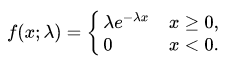 f(x; λ) = { λe^{−λx} x ≥ 0,
0 x < 0.